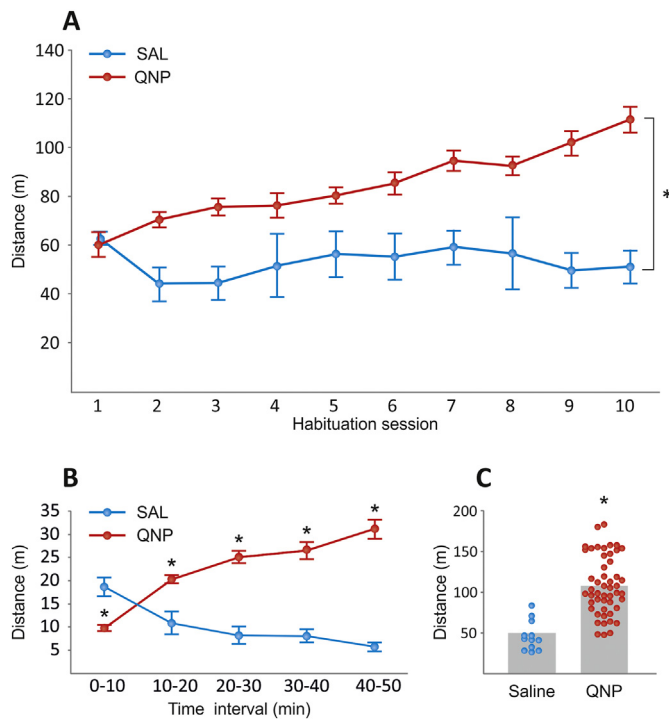 A
SAL
QNP
Distance (m)
140
120
100
80
60
40
20
*
1 2 3 4 5 6 7 8 9 10
Habituation session
B
SAL
QNP
Distance (m)
35
30
25
20
15
10
5
* * * * *
0-10 10-20 20-30 30-40 40-50
Time interval (min)
C
*
Distance (m)
200
150
100
50
Saline QNP